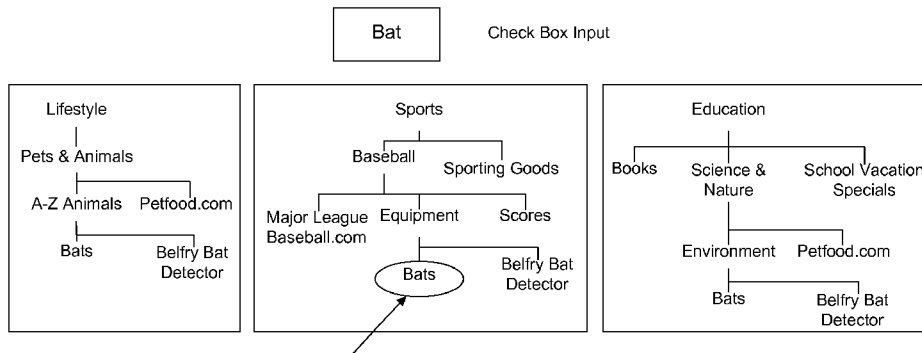 Bat
Check Box Input
Lifestyle
Pets & Animals
A-Z Animals
Petfood.com
Bats
Belfry Bat
Detector
Sports
Baseball
Sporting Goods
Major League
Baseball.com
Equipment
Scores
Bats
Belfry Bat
Detector
Education
Books
Science &
Nature
School Vacation
Specials
Environment
Petfood.com
Bats
Belfry Bat
Detector